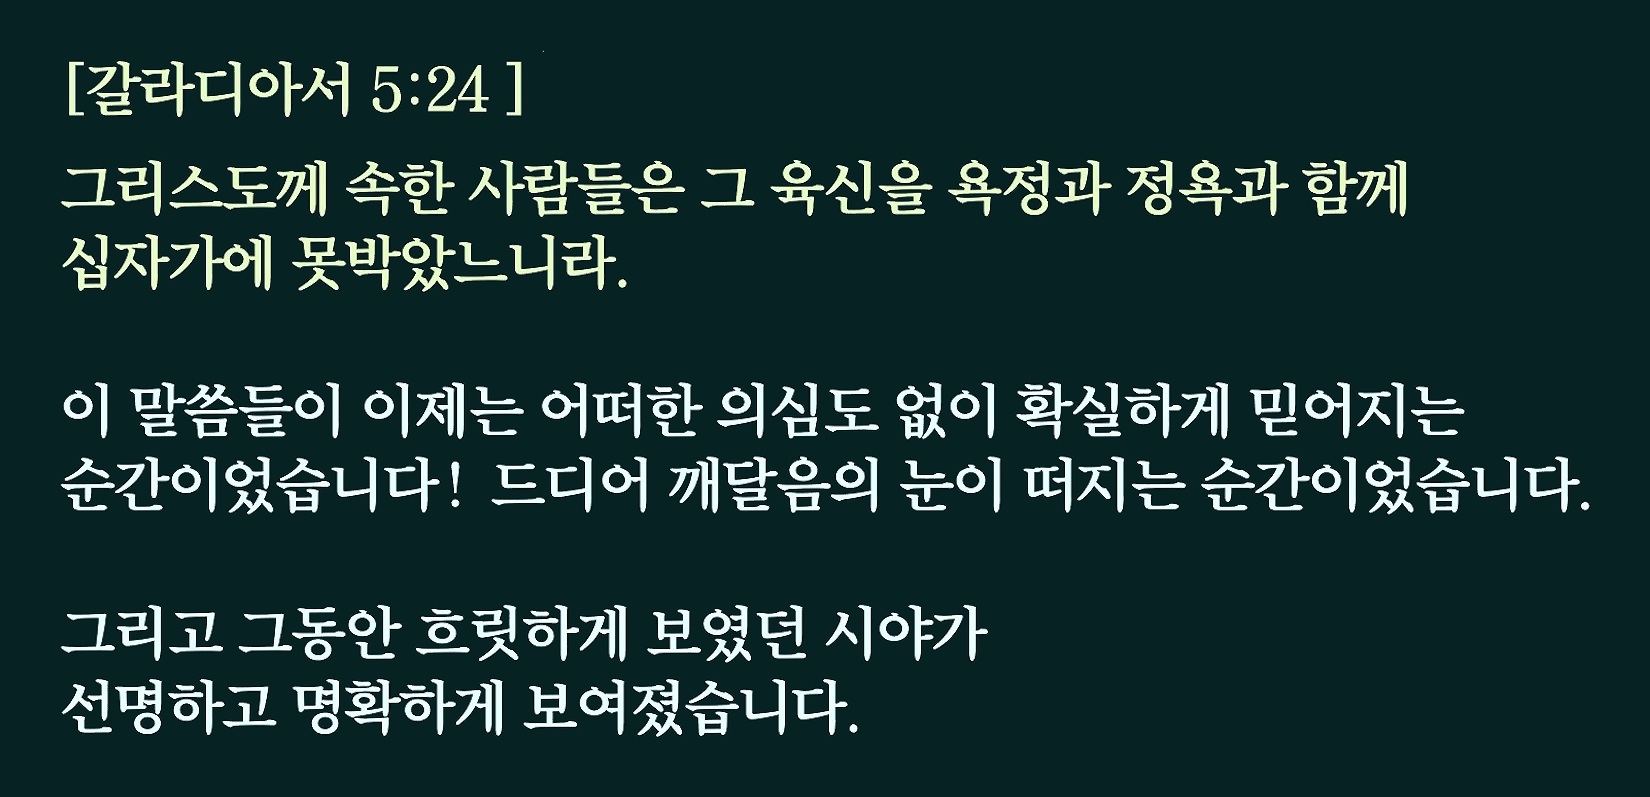 [갈라디아서 5:24 ]
그리스도께 속한 사람들은 그 육신을 욕정과 정욕과 함께
십자가에 못박았느니라.
이 말씀들이 이제는 어떠한 의심도 없이 확실하게 믿어지는
순간이었습니다! 드디어 깨달음의 눈이 떠지는 순간이었습니다.
그리고 그동안 흐릿하게 보였던 시야가
선명하고 명확하게 보여졌습니다.